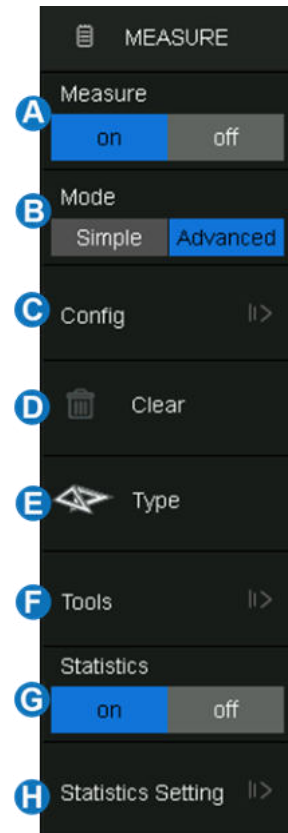 MEASURE
Measure
A
on off
B
Mode
Simple Advanced
C
Config
D
Clear
E
Type
F
Tools
Statistics
G
on off
H
Statistics Setting